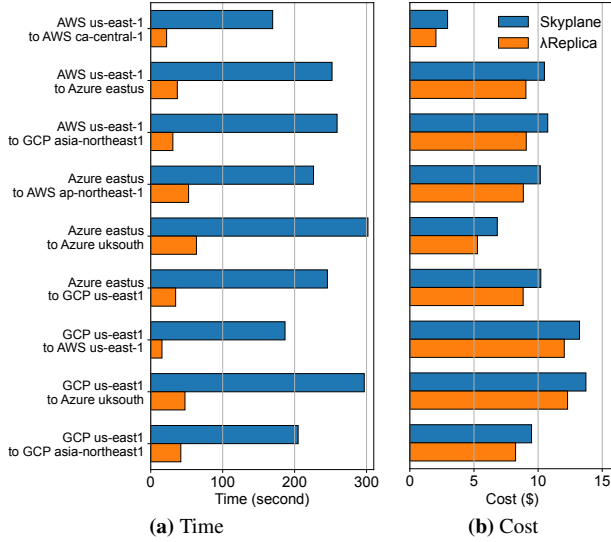 AWS us-east-1
to AWS ca-central-1
AWS us-east-1
to Azure eastus
AWS us-east-1
to GCP asia-northeast1
Azure eastus
to AWS ap-northeast-1
Azure eastus
to Azure uksouth
Azure eastus
to GCP us-east1
GCP us-east1
to AWS us-east-1
GCP us-east1
to Azure uksouth
GCP us-east1
to GCP asia-northeast1
0 100 200 300
Time (second)
(a) Time
Skyplane
λReplica
0 5 10 15
Cost ($)
(b) Cost